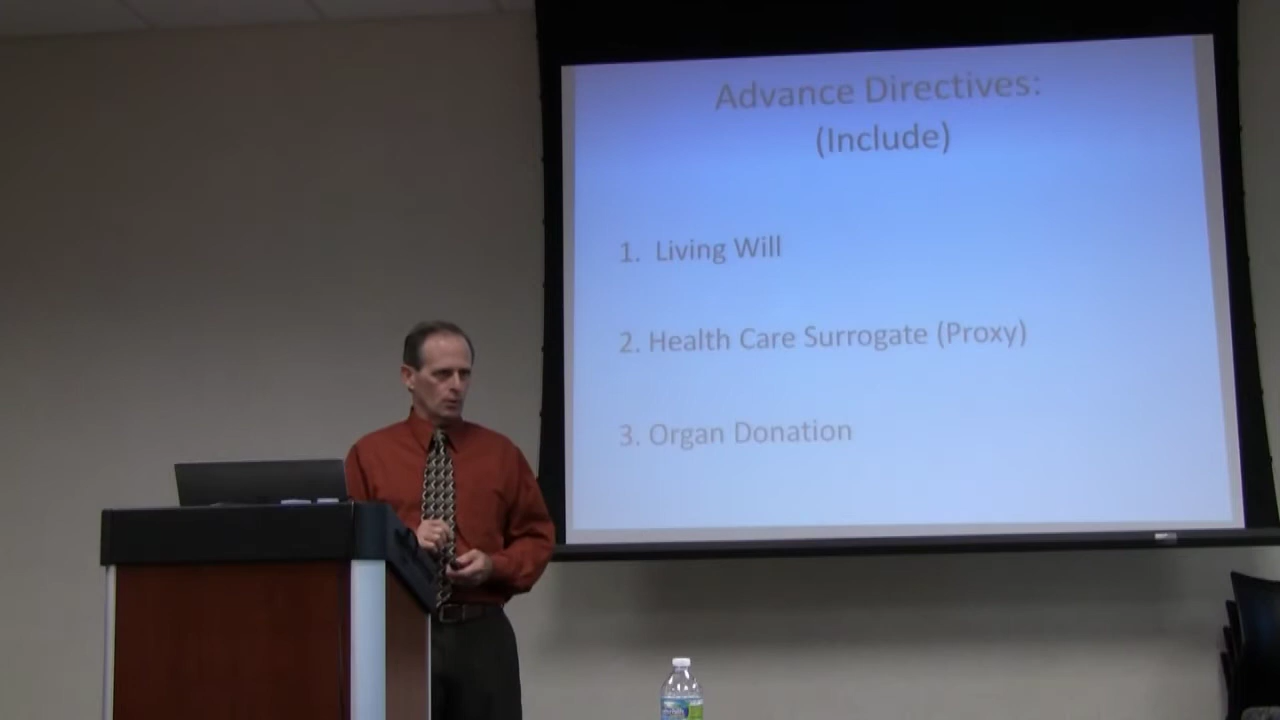 Advance Directives:
(Include)
1. Living Will
2. Health Care Surrogate (Proxy)
3. Organ Donation